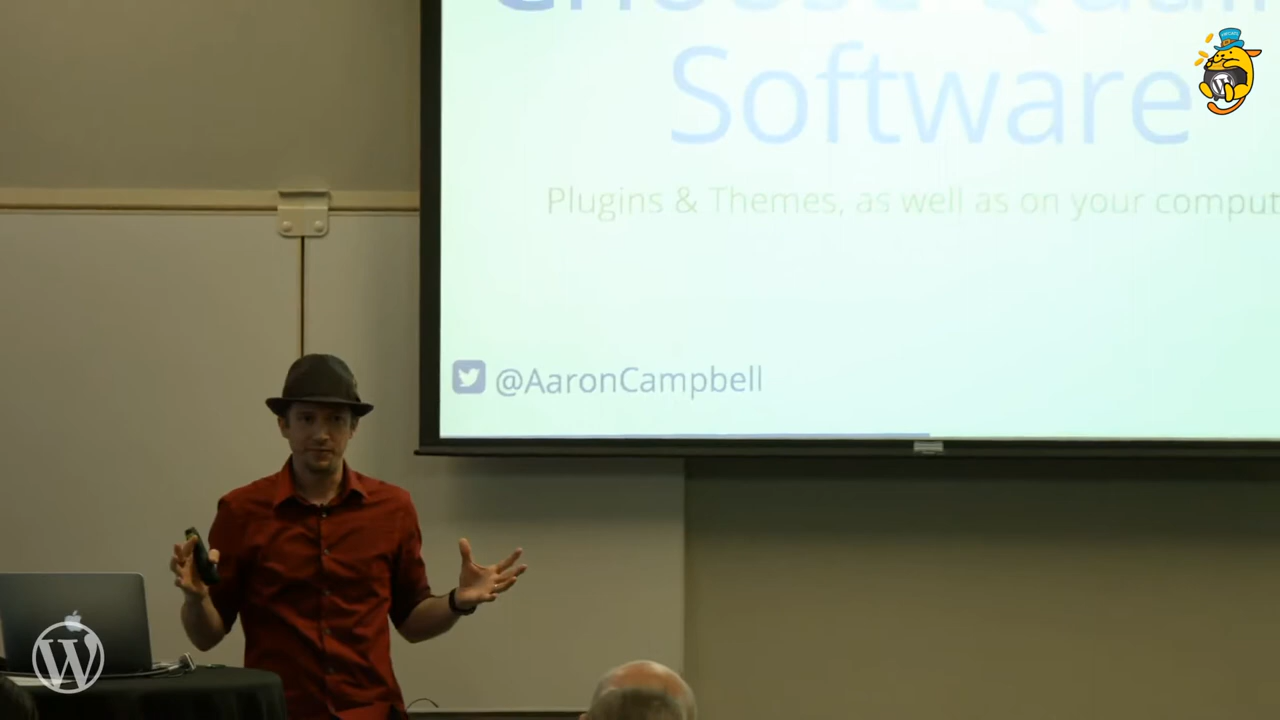 Software
Plugins & Themes, as well as on your comput
@AaronCampbell